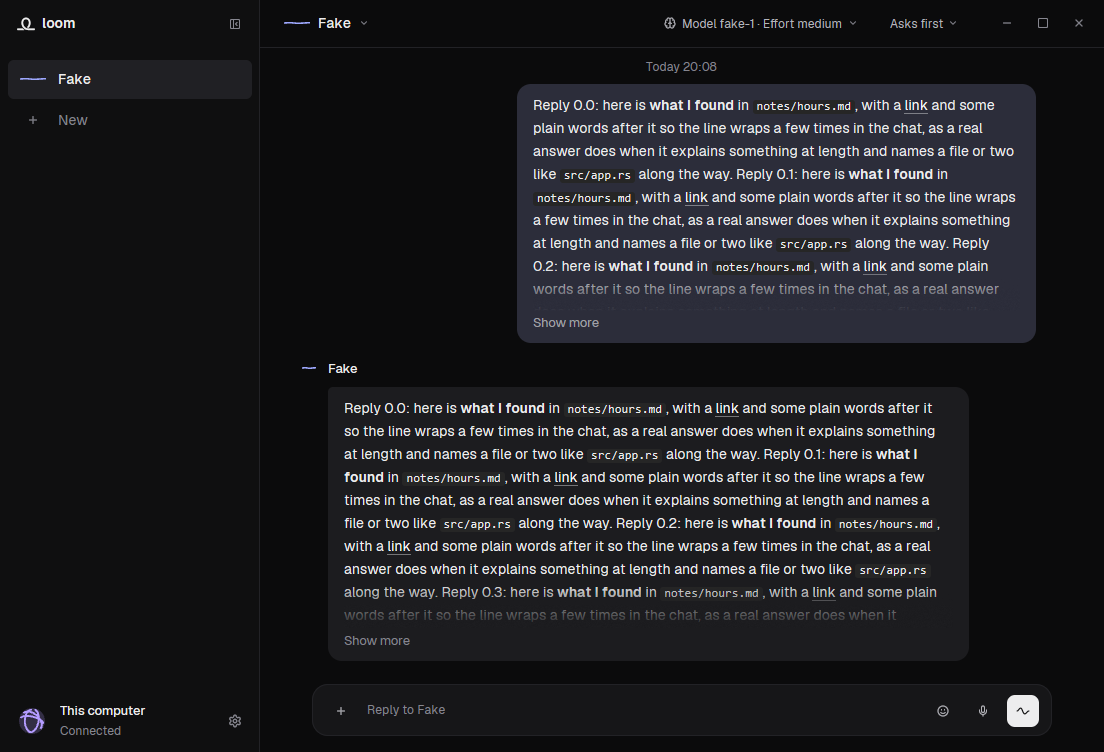 loom
Fake
New
Fake
Model fake-1 · Effort medium
Asks first
Today 20:08
Reply 0.0: here is what I found in notes/hours.md, with a link and some
plain words after it so the line wraps a few times in the chat, as a real
answer does when it explains something at length and names a file or two
like src/app.rs along the way. Reply 0.1: here is what I found in
notes/hours.md, with a link and some plain words after it so the line wraps
a few times in the chat, as a real answer does when it explains something
at length and names a file or two like src/app.rs along the way. Reply
0.2: here is what I found in notes/hours.md, with a link and some plain
words after it so the line wraps a few times in the chat, as a real answer
Show more
Fake
Reply 0.0: here is what I found in notes/hours.md, with a link and some plain words after it
so the line wraps a few times in the chat, as a real answer does when it explains something
at length and names a file or two like src/app.rs along the way. Reply 0.1: here is what I
found in notes/hours.md, with a link and some plain words after it so the line wraps a few
times in the chat, as a real answer does when it explains something at length and names a
file or two like src/app.rs along the way. Reply 0.2: here is what I found in notes/hours.md,
with a link and some plain words after it so the line wraps a few times in the chat, as a real
answer does when it explains something at length and names a file or two like src/app.rs
along the way. Reply 0.3: here is what I found in notes/hours.md, with a link and some plain
words after it so the line wraps a few times in the chat, as a real answer does when it
Show more
Reply to Fake
This computer
Connected